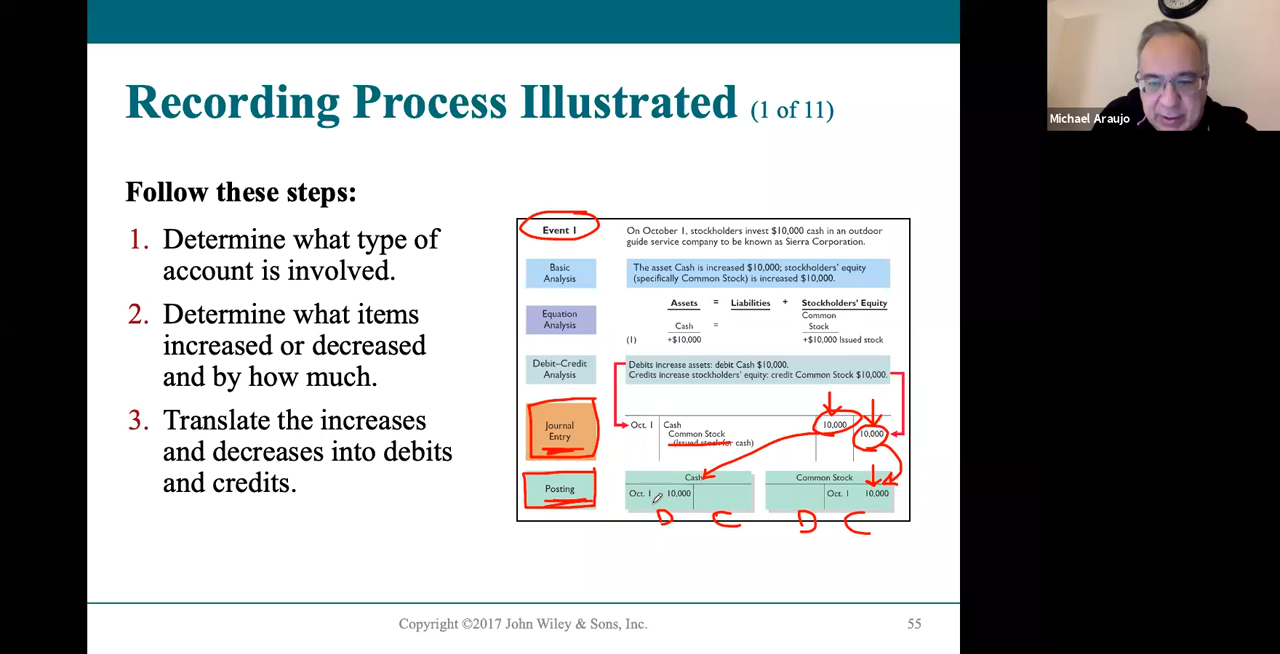 Recording Process Illustrated (1 of 11)
Follow these steps:
1. Determine what type of
account is involved.
2. Determine what items
increased or decreased
and by how much.
3. Translate the increases
and decreases into debits
and credits.
Event 1
On October 1, stockholders invest $10,000 cash in an outdoor
guide service company to be known as Sierra Corporation.
Basic
Analysis
The asset Cash is increased $10,000; stockholders' equity
(specifically Common Stock) is increased $10,000.
Equation
Analysis
Assets = Liabilities + Stockholders' Equity
Common
Cash = Stock
(1) +$10,000 +$10,000 Issued stock
Debit–Credit
Analysis
Debits increase assets: debit Cash $10,000.
Credits increase stockholders' equity: credit Common Stock $10,000.
Journal
Entry
Oct. 1 Cash 10,000
Common Stock 10,000
(Issued stock for cash)
Posting
Cash
Oct. 1 10,000
Common Stock
Oct. 1 10,000
D C D C
Copyright ©2017 John Wiley & Sons, Inc.
55
Michael Araujo